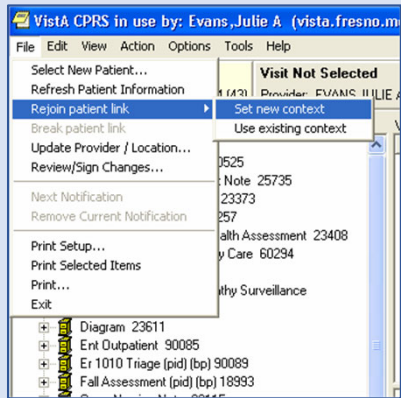 VistA CPRS in use by: Evans,Julie A (vista.fresno.m
File Edit View Action Options Tools Help
Select New Patient...
Refresh Patient Information
Rejoin patient link
Break patient link
Update Provider / Location...
Review/Sign Changes...
Next Notification
Remove Current Notification
Print Setup...
Print Selected Items
Print...
Exit
Set new context
Use existing context
(43)
Visit Not Selected
Provider: EVANS,JULIE A
0525
Note 25735
23373
257
alth Assessment 23408
y Care 60294
thy Surveillance
Diagram 23611
Ent Outpatient 90085
Er 1010 Triage (pid) (bp) 90089
Fall Assessment (pid) (bp) 18993